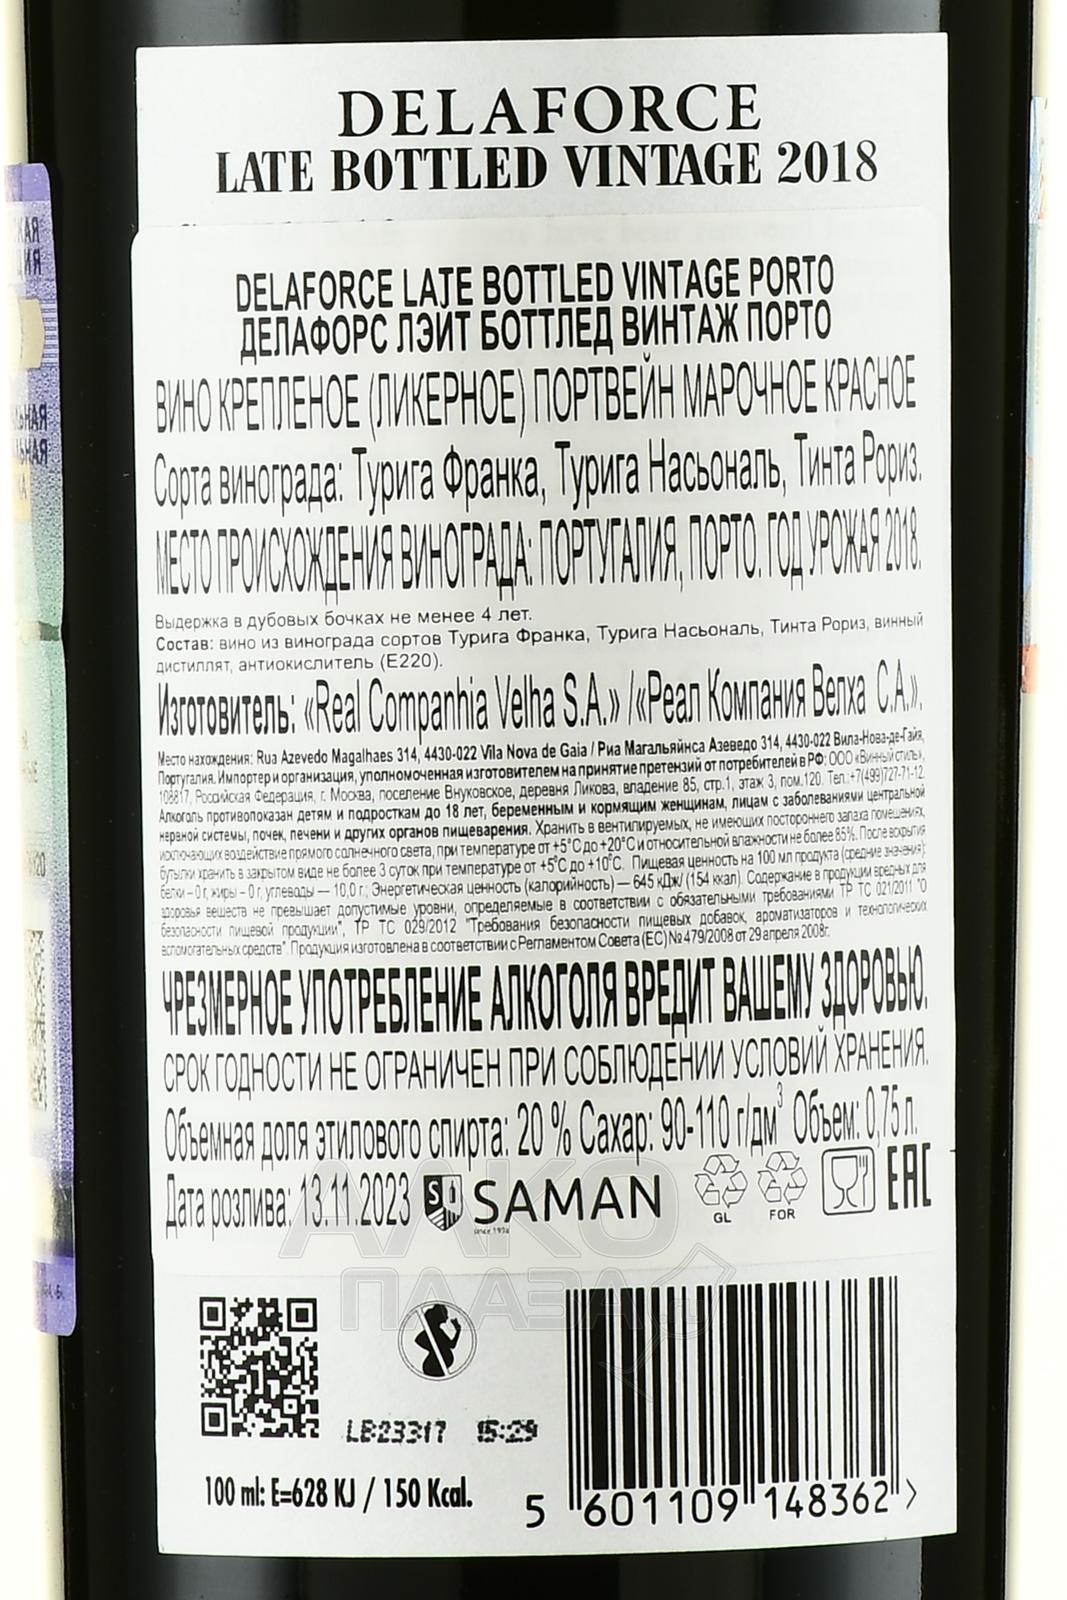 DELAFORCE
LATE BOTTLED VINTAGE 2018
DELAFORCE LATE BOTTLED VINTAGE PORTO
ДЕЛАФОРС ЛЭЙТ БОТТЛЕД ВИНТАЖ ПОРТО
ВИНО КРЕПЛЕНОЕ (ЛИКЕРНОЕ) ПОРТВЕЙН МАРОЧНОЕ КРАСНОЕ
Сорта винограда: Турига Франка, Турига Насьональ, Тинта Рориз.
МЕСТО ПРОИСХОЖДЕНИЯ ВИНОГРАДА: ПОРТУГАЛИЯ, ПОРТО. ГОД УРОЖАЯ 2018.
Выдержка в дубовых бочках не менее 4 лет.
Состав: вино из винограда сортов Турига Франка, Турига Насьональ, Тинта Рориз, винный
дистиллят, антиокислитель (Е220).
Изготовитель: «Real Companhia Velha S.A.» /«Реал Компания Велха С.А.».
Место нахождения: Rua Azevedo Magalhaes 314, 4430-022 Vila Nova de Gaia / Риа Магальяйнса Азеведо 314, 4430-022 Вила-Нова-де-Гайя,
Португалия. Импортер и организация, уполномоченная изготовителем на принятие претензий от потребителей в РФ: ООО «Винный стиль»,
108817, Российская Федерация, г. Москва, поселение Внуковское, деревня Ликова, владение 85, стр.1, этаж 3, пом.120. Тел.:+7(499)727-71-12.
Алкоголь противопоказан детям и подросткам до 18 лет, беременным и кормящим женщинам, лицам с заболеваниями центральной
нервной системы, почек, печени и других органов пищеварения. Хранить в вентилируемых, не имеющих постороннего запаха помещениях,
исключающих воздействие прямого солнечного света, при температуре от +5°С до +20°С и относительной влажности не более 85%. После вскрытия
бутылки хранить в закрытом виде не более 3 суток при температуре от +5°С до +10°С. Пищевая ценность на 100 мл продукта (средние значения):
белки – 0 г, жиры – 0 г, углеводы — 10,0 г.; Энергетическая ценность (калорийность) — 645 кДж/ (154 ккал). Содержание в продукции вредных для
здоровья веществ не превышает допустимые уровни, определяемые в соответствии с обязательными требованиями ТР ТС 021/2011 "О
безопасности пищевой продукции", ТР ТС 029/2012 "Требования безопасности пищевых добавок, ароматизаторов и технологических
вспомогательных средств". Продукция изготовлена в соответствии с Регламентом Совета (ЕС) № 479/2008 от 29 апреля 2008г.
ЧРЕЗМЕРНОЕ УПОТРЕБЛЕНИЕ АЛКОГОЛЯ ВРЕДИТ ВАШЕМУ ЗДОРОВЬЮ.
СРОК ГОДНОСТИ НЕ ОГРАНИЧЕН ПРИ СОБЛЮДЕНИИ УСЛОВИЙ ХРАНЕНИЯ.
Объемная доля этилового спирта: 20 % Сахар: 90-110 г/дм³ Объем: 0,75 л.
Дата розлива: 13.11.2023 S SAMAN GL FOR EAC
since 1992
АЛКО
ПЛАЗА.ru
LB23317 15:29
100 ml: E=628 KJ / 150 Kcal.
5 601109 148362 >